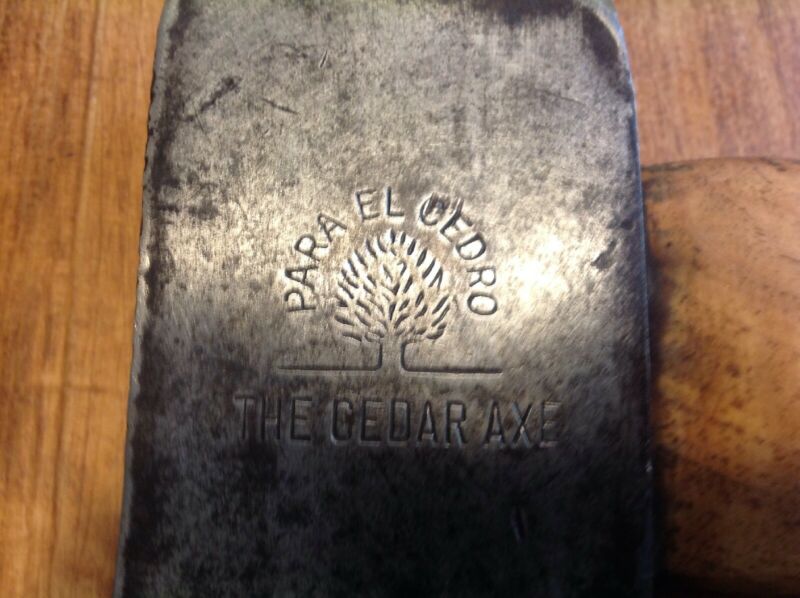 PARA EL CEDRO
THE CEDAR AXE